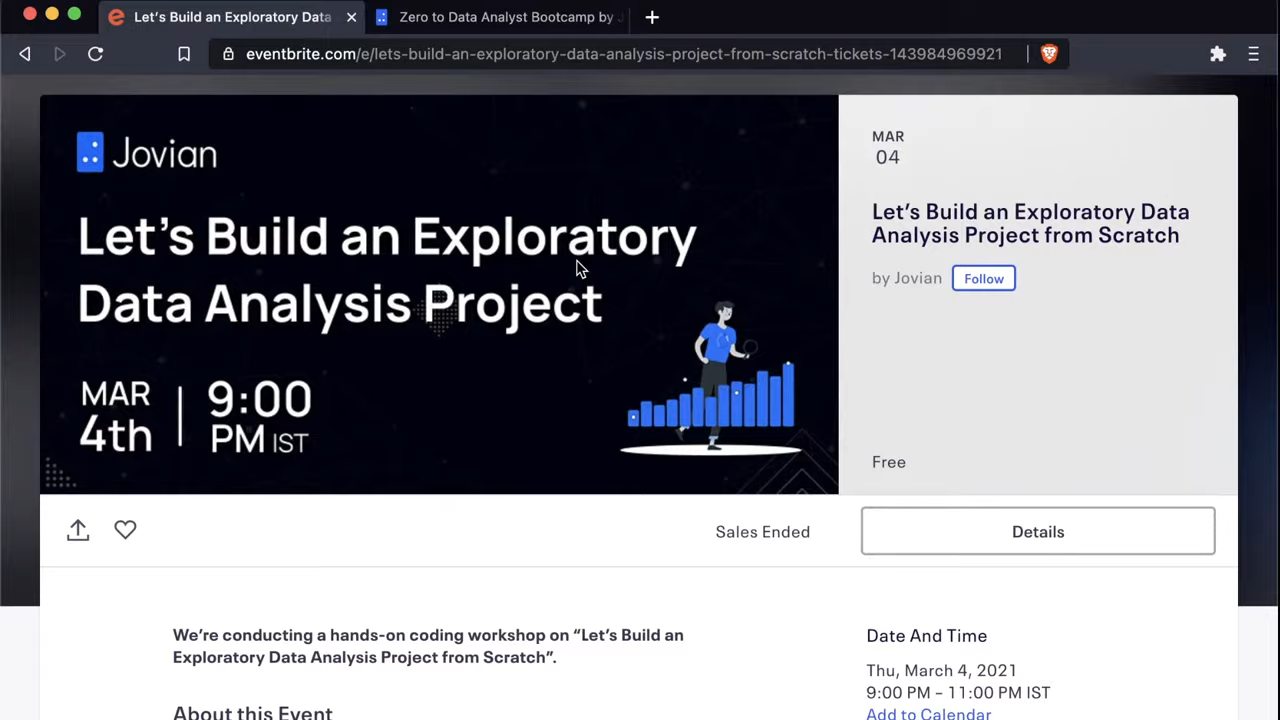 Let's Build an Exploratory Data
Zero to Data Analyst Bootcamp by
eventbrite.com/e/lets-build-an-exploratory-data-analysis-project-from-scratch-tickets-143984969921
Jovian
Let's Build an Exploratory
Data Analysis Project
MAR
4th
9:00
PM IST
MAR
04
Let's Build an Exploratory Data
Analysis Project from Scratch
by Jovian Follow
Free
Sales Ended
Details
We're conducting a hands-on coding workshop on “Let's Build an
Exploratory Data Analysis Project from Scratch”.
About this Event
Date And Time
Thu, March 4, 2021
9:00 PM – 11:00 PM IST
Add to Calendar